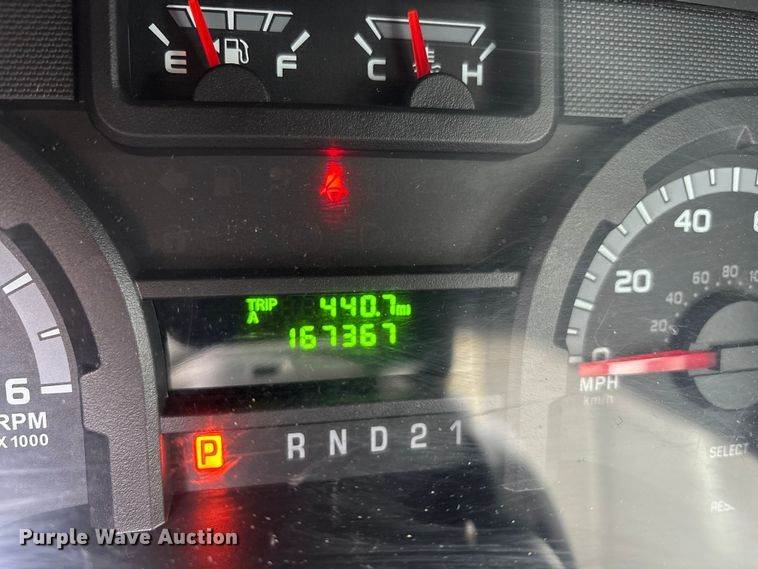 E F C H
40
20
60 80 100
40
20
0
MPH
km/h
TRIP 440.7mi
A
167367
6
RPM
X 1000
P R N D 2 1
SELECT
Purple Wave Auction